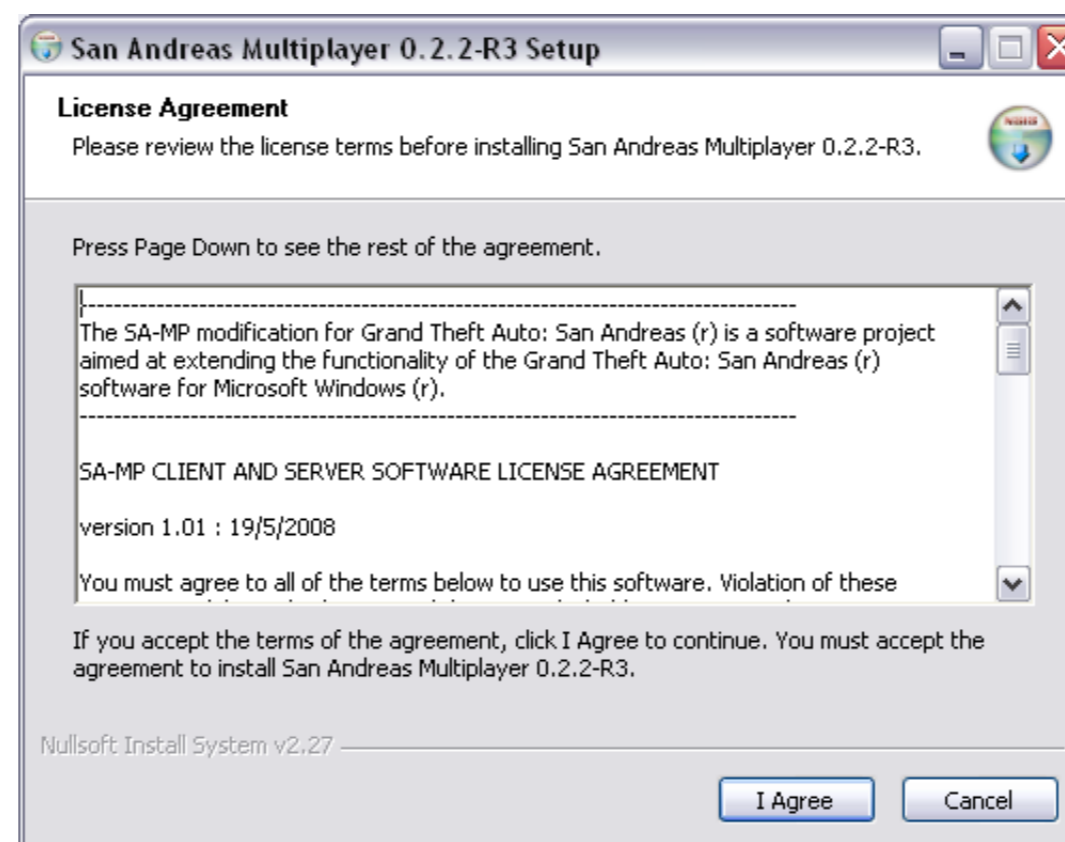 San Andreas Multiplayer 0.2.2-R3 Setup
License Agreement
Please review the license terms before installing San Andreas Multiplayer 0.2.2-R3.
Press Page Down to see the rest of the agreement.
--------------------------------------------------------------------------------
The SA-MP modification for Grand Theft Auto: San Andreas (r) is a software project
aimed at extending the functionality of the Grand Theft Auto: San Andreas (r)
software for Microsoft Windows (r).
--------------------------------------------------------------------------------
SA-MP CLIENT AND SERVER SOFTWARE LICENSE AGREEMENT
version 1.01 : 19/5/2008
You must agree to all of the terms below to use this software. Violation of these
If you accept the terms of the agreement, click I Agree to continue. You must accept the
agreement to install San Andreas Multiplayer 0.2.2-R3.
Nullsoft Install System v2.27
I Agree
Cancel